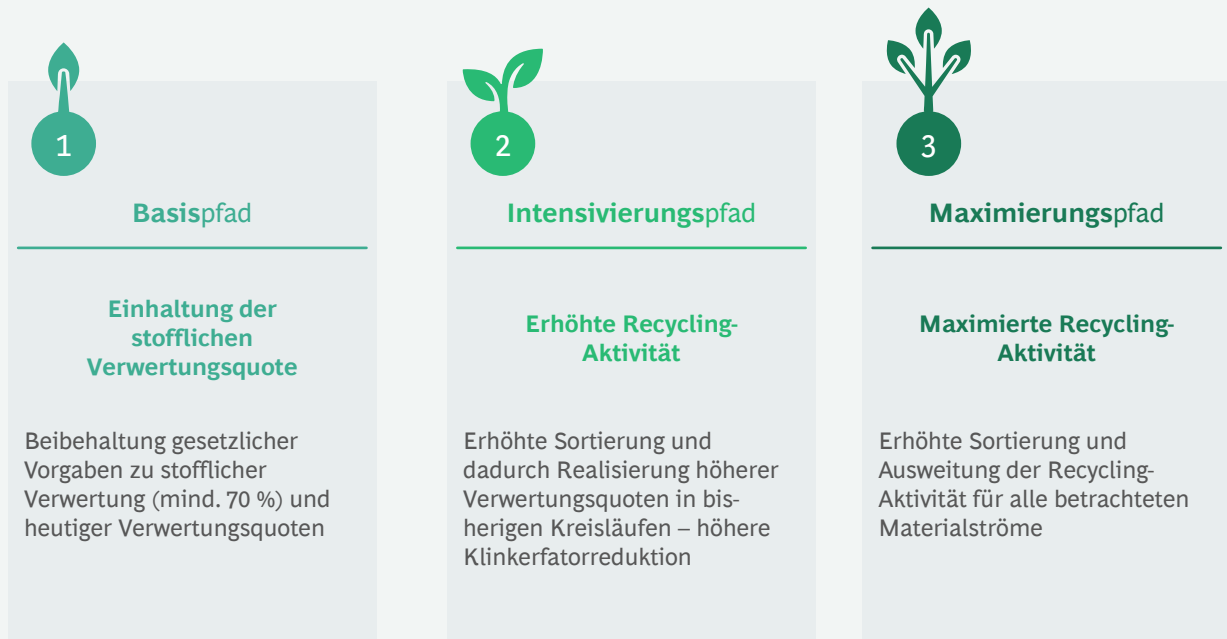 1
Basispfad
Einhaltung der
stofflichen
Verwertungsquote
Beibehaltung gesetzlicher
Vorgaben zu stofflicher
Verwertung (mind. 70 %) und
heutiger Verwertungsquoten
2
Intensivierungspfad
Erhöhte Recycling-
Aktivität
Erhöhte Sortierung und
dadurch Realisierung höherer
Verwertungsquoten in bis-
herigen Kreisläufen – höhere
Klinkerfatorreduktion
3
Maximierungspfad
Maximierte Recycling-
Aktivität
Erhöhte Sortierung und
Ausweitung der Recycling-
Aktivität für alle betrachteten
Materialströme